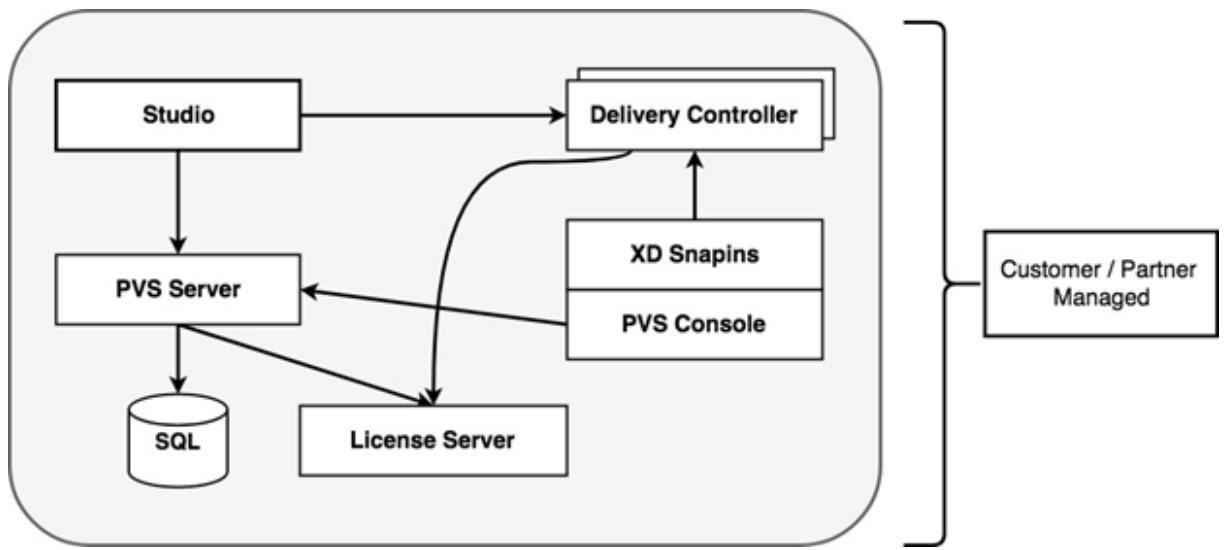 Studio
Delivery Controller
XD Snapins
PVS Server
PVS Console
Customer / Partner
Managed
SQL
License Server